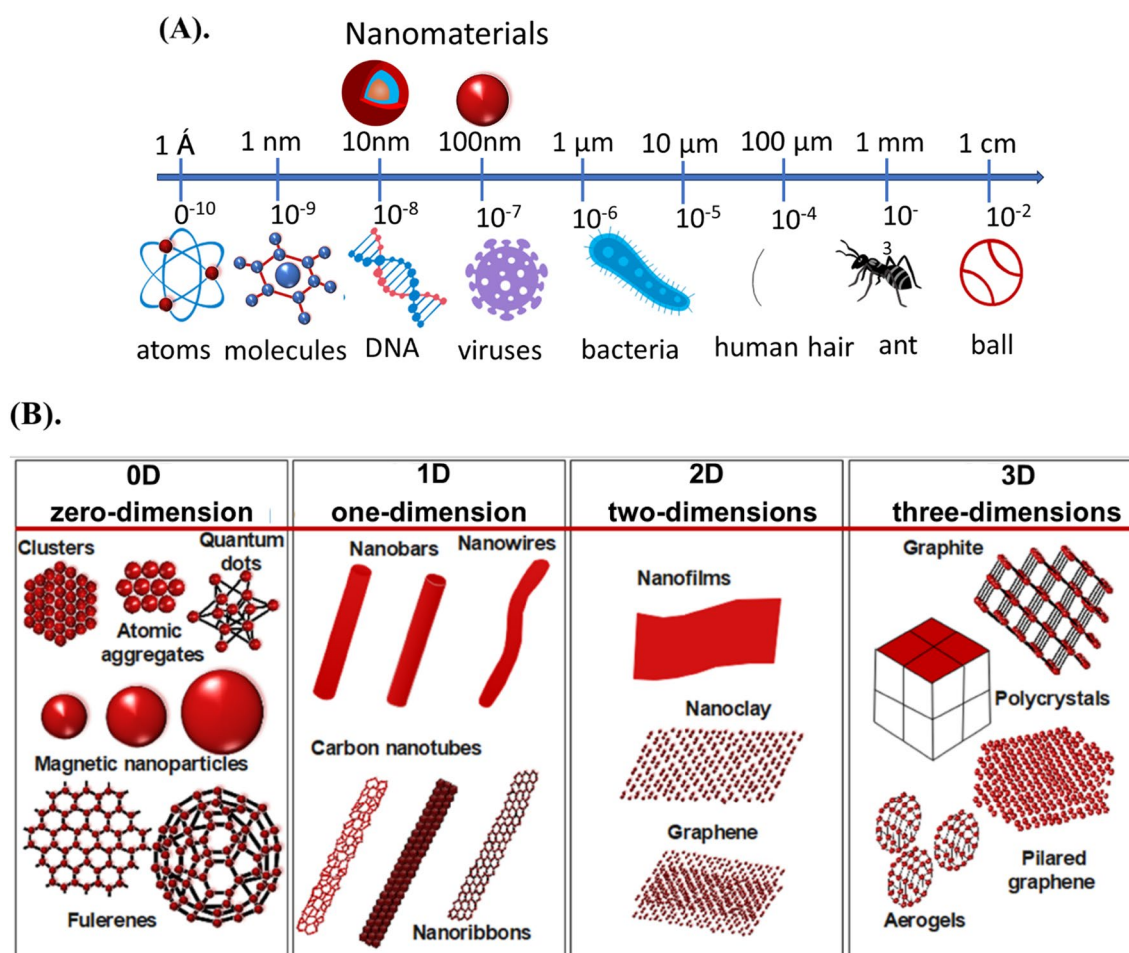 (A).
Nanomaterials
1 Á 1 nm 10nm 100nm 1 µm 10 µm 100 µm 1 mm 1 cm
0-10 10-9 10-8 10-7 10-6 10-5 10-4 10- 10-2
3
atoms molecules DNA viruses bacteria human hair ant ball
(B).
0D
zero-dimension
Clusters
Quantum
dots
Atomic
aggregates
Magnetic nanoparticles
Fulerenes
1D
one-dimension
Nanobars
Nanowires
Carbon nanotubes
Nanoribbons
2D
two-dimensions
Nanofilms
Nanoclay
Graphene
3D
three-dimensions
Graphite
Polycrystals
Pilared
graphene
Aerogels